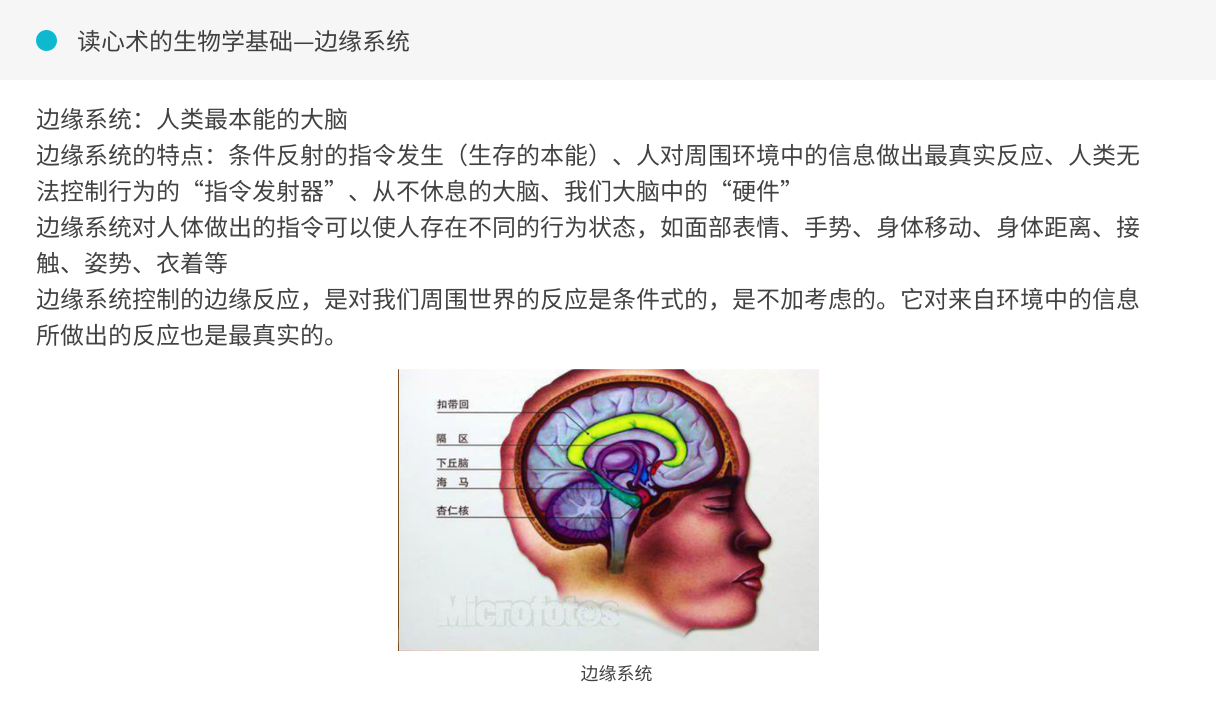 读心术的生物学基础—边缘系统
边缘系统：人类最本能的大脑
边缘系统的特点：条件反射的指令发生（生存的本能）、人对周围环境中的信息做出最真实反应、人类无
法控制行为的“指令发射器”、从不休息的大脑、我们大脑中的“硬件”
边缘系统对人体做出的指令可以使人存在不同的行为状态，如面部表情、手势、身体移动、身体距离、接
触、姿势、衣着等
边缘系统控制的边缘反应，是对我们周围世界的反应是条件式的，是不加考虑的。它对来自环境中的信息
所做出的反应也是最真实的。
扣带回
隔 区
下丘脑
海 马
杏仁核
Microfotos
边缘系统